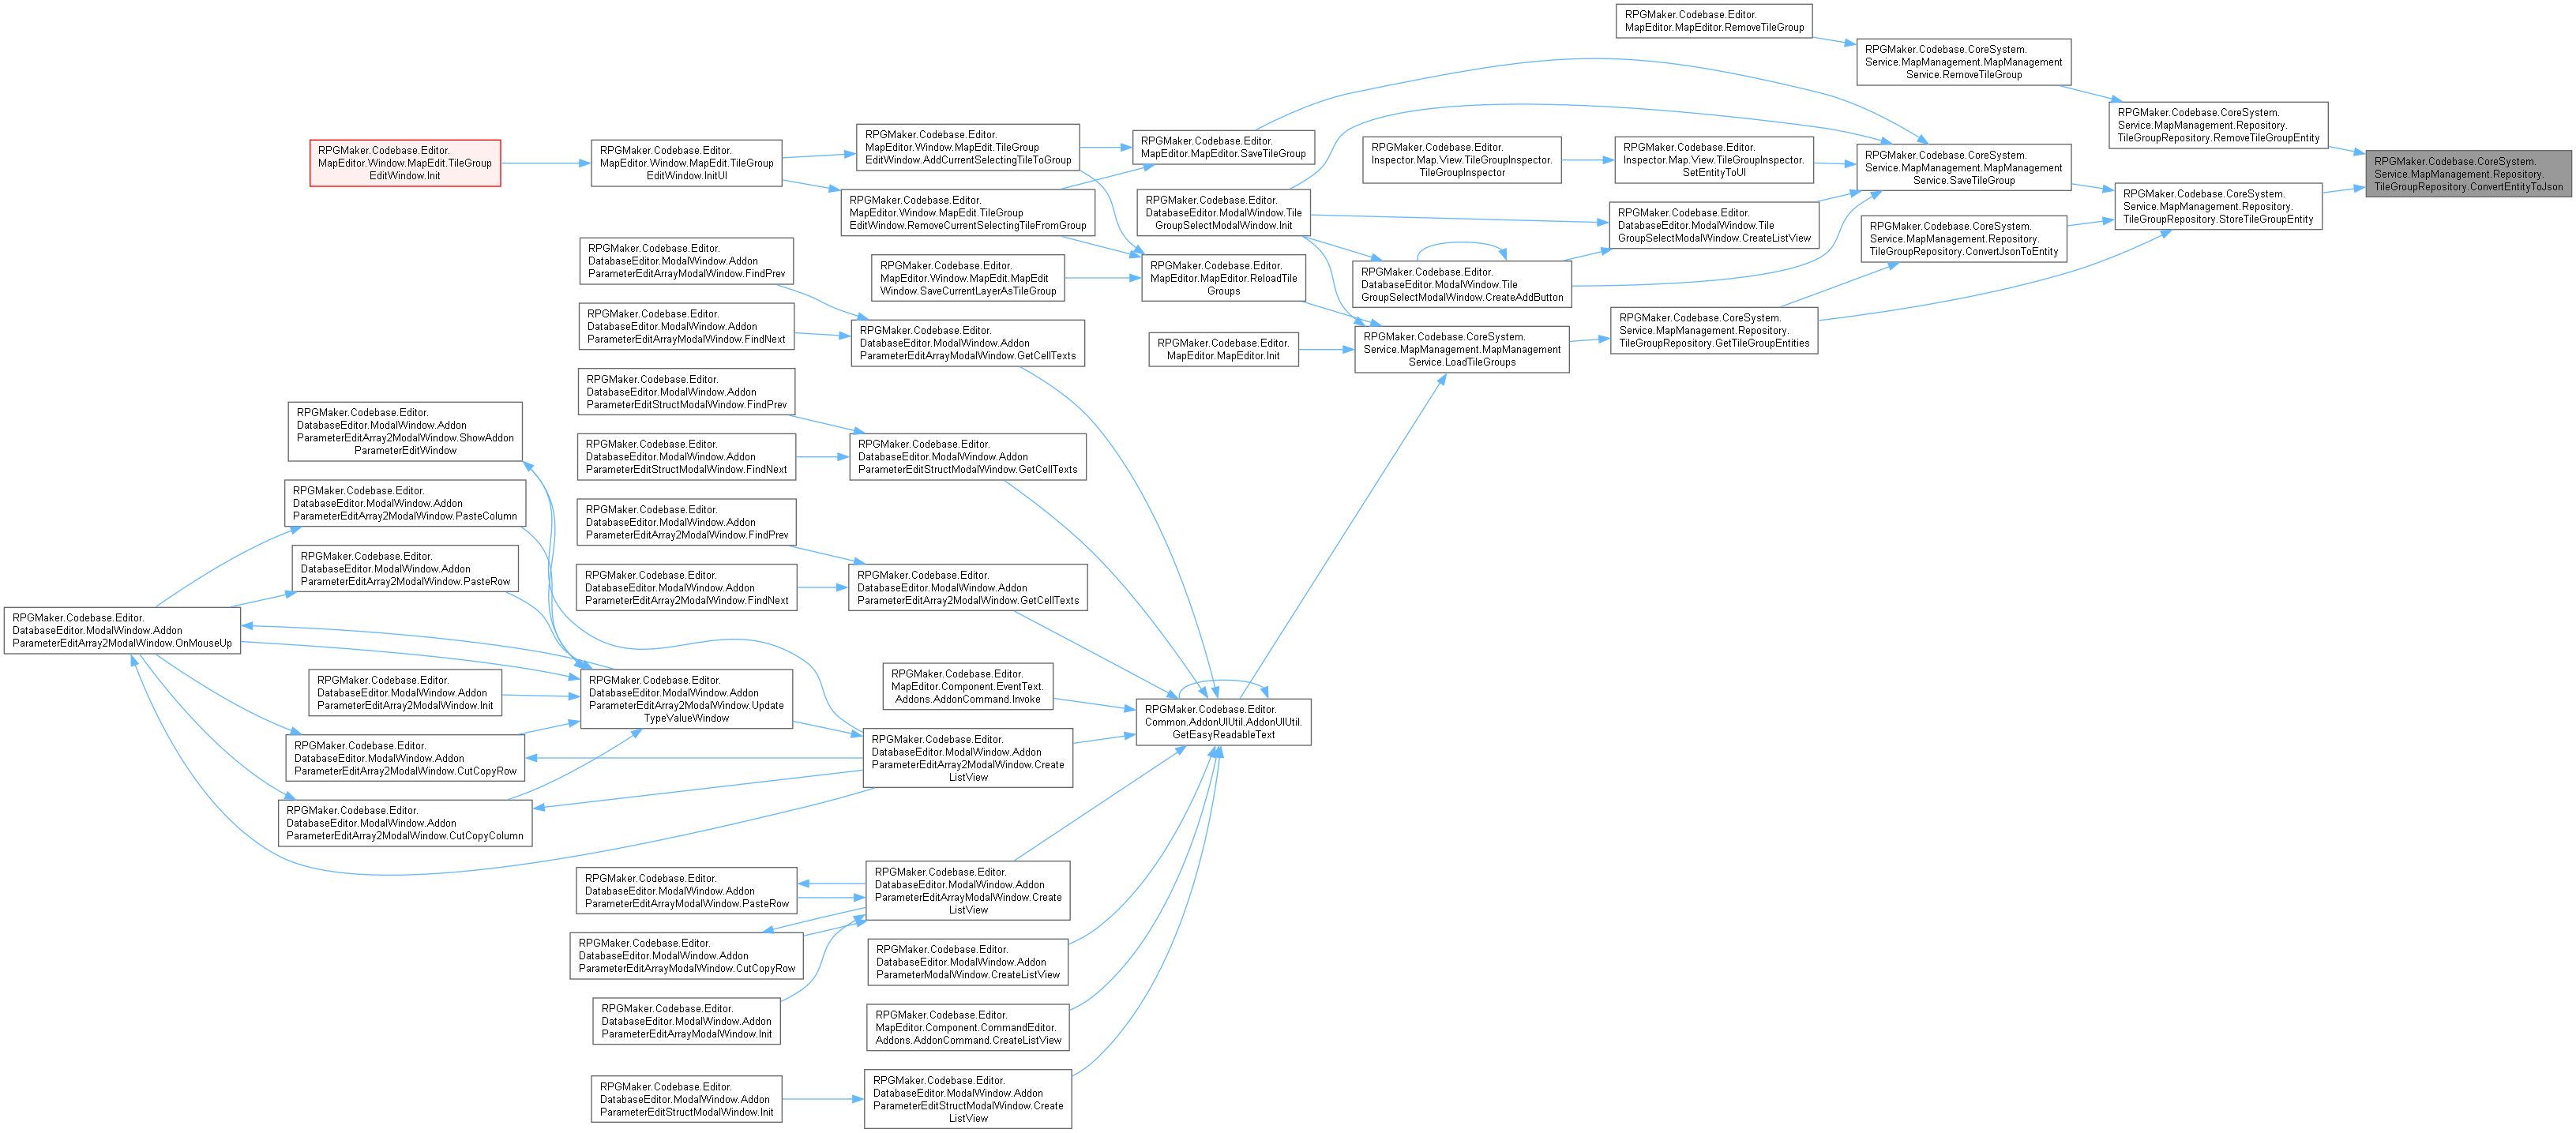 RPGMaker.Codebase.Editor.
MapEditor.MapEditor.RemoveTileGroup
RPGMaker.Codebase.CoreSystem.
Service.MapManagement.MapManagement
Service.RemoveTileGroup
RPGMaker.Codebase.CoreSystem.
Service.MapManagement.Repository.
TileGroupRepository.RemoveTileGroupEntity
RPGMaker.Codebase.CoreSystem.
Service.MapManagement.Repository.
TileGroupRepository.ConvertEntityToJson
RPGMaker.Codebase.Editor.
MapEditor.Window.MapEdit.TileGroup
EditWindow.Init
RPGMaker.Codebase.Editor.
MapEditor.Window.MapEdit.TileGroup
EditWindow.InitUI
RPGMaker.Codebase.Editor.
MapEditor.Window.MapEdit.TileGroup
EditWindow.AddCurrentSelectingTileToGroup
RPGMaker.Codebase.Editor.
MapEditor.MapEditor.SaveTileGroup
RPGMaker.Codebase.Editor.
Inspector.Map.View.TileGroupInspector.
TileGroupInspector
RPGMaker.Codebase.Editor.
Inspector.Map.View.TileGroupInspector.
SetEntityToUI
RPGMaker.Codebase.CoreSystem.
Service.MapManagement.MapManagement
Service.SaveTileGroup
RPGMaker.Codebase.CoreSystem.
Service.MapManagement.Repository.
TileGroupRepository.StoreTileGroupEntity
RPGMaker.Codebase.Editor.
MapEditor.Window.MapEdit.TileGroup
EditWindow.RemoveCurrentSelectingTileFromGroup
RPGMaker.Codebase.Editor.
DatabaseEditor.ModalWindow.Tile
GroupSelectModalWindow.Init
RPGMaker.Codebase.Editor.
DatabaseEditor.ModalWindow.Tile
GroupSelectModalWindow.CreateListView
RPGMaker.Codebase.CoreSystem.
Service.MapManagement.Repository.
TileGroupRepository.ConvertJsonToEntity
RPGMaker.Codebase.Editor.
DatabaseEditor.ModalWindow.Addon
ParameterEditArrayModalWindow.FindPrev
RPGMaker.Codebase.Editor.
MapEditor.Window.MapEdit.MapEdit
Window.SaveCurrentLayerAsTileGroup
RPGMaker.Codebase.Editor.
MapEditor.MapEditor.ReloadTile
Groups
RPGMaker.Codebase.Editor.
DatabaseEditor.ModalWindow.Tile
GroupSelectModalWindow.CreateAddButton
RPGMaker.Codebase.Editor.
DatabaseEditor.ModalWindow.Addon
ParameterEditArrayModalWindow.FindNext
RPGMaker.Codebase.Editor.
DatabaseEditor.ModalWindow.Addon
ParameterEditArrayModalWindow.GetCellTexts
RPGMaker.Codebase.Editor.
MapEditor.MapEditor.Init
RPGMaker.Codebase.CoreSystem.
Service.MapManagement.MapManagement
Service.LoadTileGroups
RPGMaker.Codebase.CoreSystem.
Service.MapManagement.Repository.
TileGroupRepository.GetTileGroupEntities
RPGMaker.Codebase.Editor.
DatabaseEditor.ModalWindow.Addon
ParameterEditStructModalWindow.FindPrev
RPGMaker.Codebase.Editor.
DatabaseEditor.ModalWindow.Addon
ParameterEditArray2ModalWindow.ShowAddon
ParameterEditWindow
RPGMaker.Codebase.Editor.
DatabaseEditor.ModalWindow.Addon
ParameterEditStructModalWindow.FindNext
RPGMaker.Codebase.Editor.
DatabaseEditor.ModalWindow.Addon
ParameterEditStructModalWindow.GetCellTexts
RPGMaker.Codebase.Editor.
DatabaseEditor.ModalWindow.Addon
ParameterEditArray2ModalWindow.PasteColumn
RPGMaker.Codebase.Editor.
DatabaseEditor.ModalWindow.Addon
ParameterEditArray2ModalWindow.FindPrev
RPGMaker.Codebase.Editor.
DatabaseEditor.ModalWindow.Addon
ParameterEditArray2ModalWindow.PasteRow
RPGMaker.Codebase.Editor.
DatabaseEditor.ModalWindow.Addon
ParameterEditArray2ModalWindow.FindNext
RPGMaker.Codebase.Editor.
DatabaseEditor.ModalWindow.Addon
ParameterEditArray2ModalWindow.GetCellTexts
RPGMaker.Codebase.Editor.
DatabaseEditor.ModalWindow.Addon
ParameterEditArray2ModalWindow.OnMouseUp
RPGMaker.Codebase.Editor.
DatabaseEditor.ModalWindow.Addon
ParameterEditArray2ModalWindow.Init
RPGMaker.Codebase.Editor.
DatabaseEditor.ModalWindow.Addon
ParameterEditArray2ModalWindow.Update
TypeValueWindow
RPGMaker.Codebase.Editor.
MapEditor.Component.EventText.
Addons.AddonCommand.Invoke
RPGMaker.Codebase.Editor.
Common.AddonUIUtil.AddonUIUtil.
GetEasyReadableText
RPGMaker.Codebase.Editor.
DatabaseEditor.ModalWindow.Addon
ParameterEditArray2ModalWindow.CutCopyRow
RPGMaker.Codebase.Editor.
DatabaseEditor.ModalWindow.Addon
ParameterEditArray2ModalWindow.Create
ListView
RPGMaker.Codebase.Editor.
DatabaseEditor.ModalWindow.Addon
ParameterEditArray2ModalWindow.CutCopyColumn
RPGMaker.Codebase.Editor.
DatabaseEditor.ModalWindow.Addon
ParameterEditArrayModalWindow.PasteRow
RPGMaker.Codebase.Editor.
DatabaseEditor.ModalWindow.Addon
ParameterEditArrayModalWindow.Create
ListView
RPGMaker.Codebase.Editor.
DatabaseEditor.ModalWindow.Addon
ParameterEditArrayModalWindow.CutCopyRow
RPGMaker.Codebase.Editor.
DatabaseEditor.ModalWindow.Addon
ParameterModalWindow.CreateListView
RPGMaker.Codebase.Editor.
DatabaseEditor.ModalWindow.Addon
ParameterEditArrayModalWindow.Init
RPGMaker.Codebase.Editor.
MapEditor.Component.CommandEditor.
Addons.AddonCommand.CreateListView
RPGMaker.Codebase.Editor.
DatabaseEditor.ModalWindow.Addon
ParameterEditStructModalWindow.Init
RPGMaker.Codebase.Editor.
DatabaseEditor.ModalWindow.Addon
ParameterEditStructModalWindow.Create
ListView